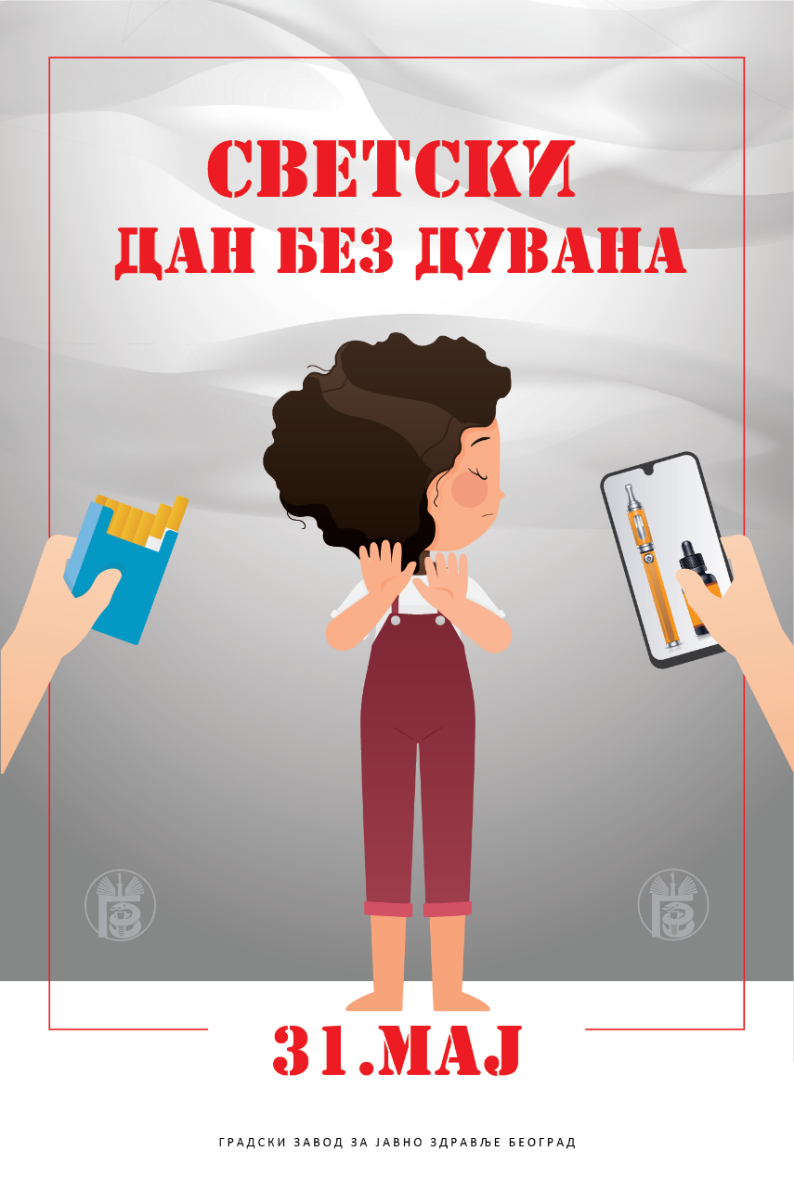 СВЕТСКИ
ДАН БЕЗ ДУВАНА
31.МАЈ
ГРАДСКИ ЗАВОД ЗА ЈАВНО ЗДРАВЉЕ БЕОГРАД